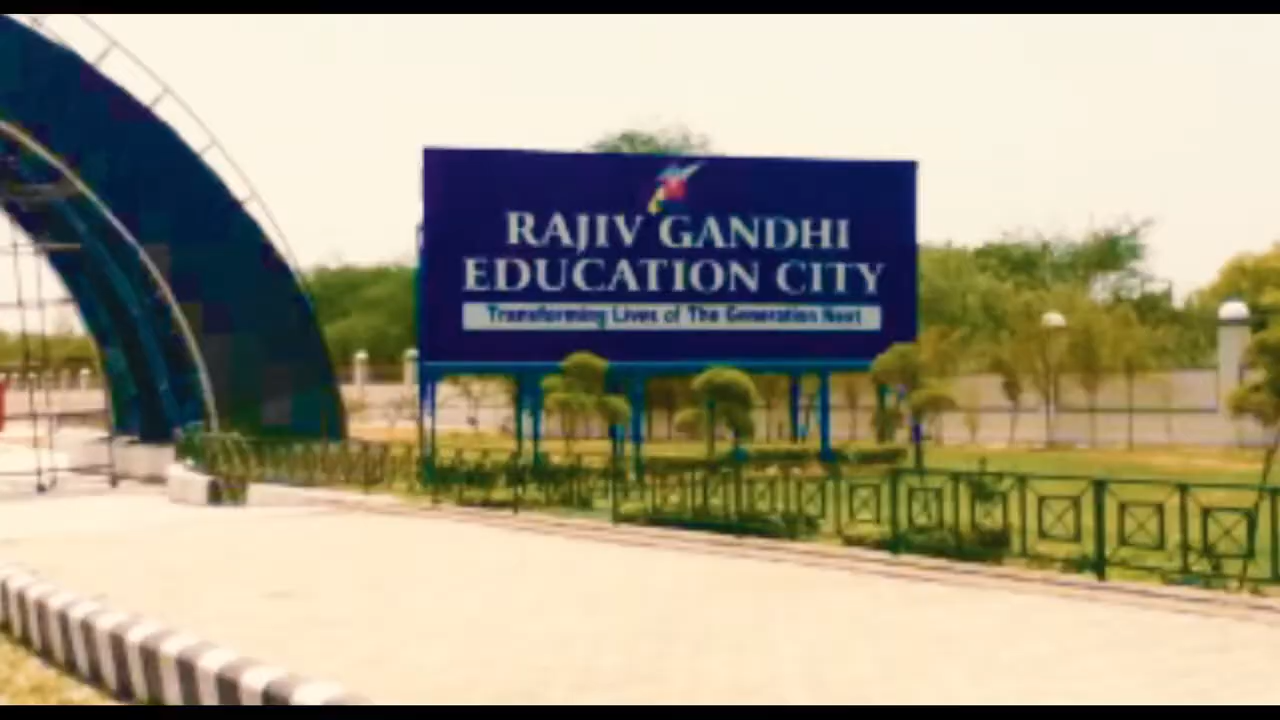 RAJIV GANDHI
EDUCATION CITY
Transforming Lives of The Generation Next